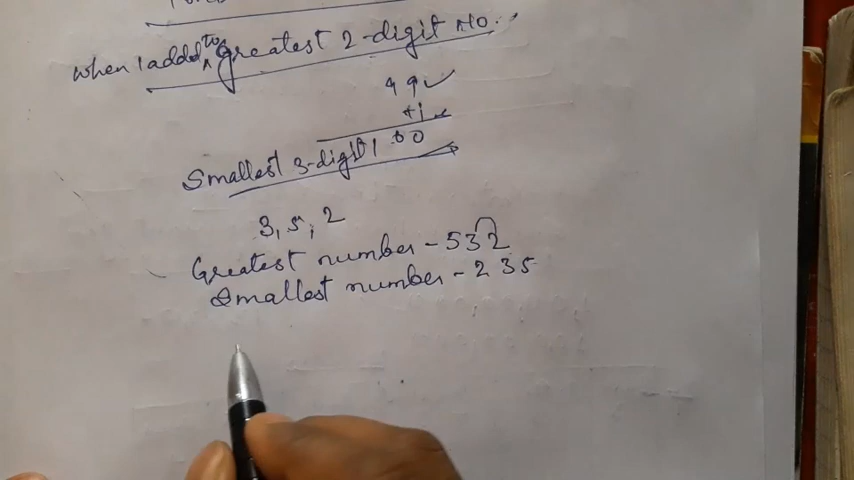 when 1 added to greatest 2-digit no.
99
+1
Smallest 3-digit 100
3, 5, 2
Greatest number - 532
Smallest number - 235